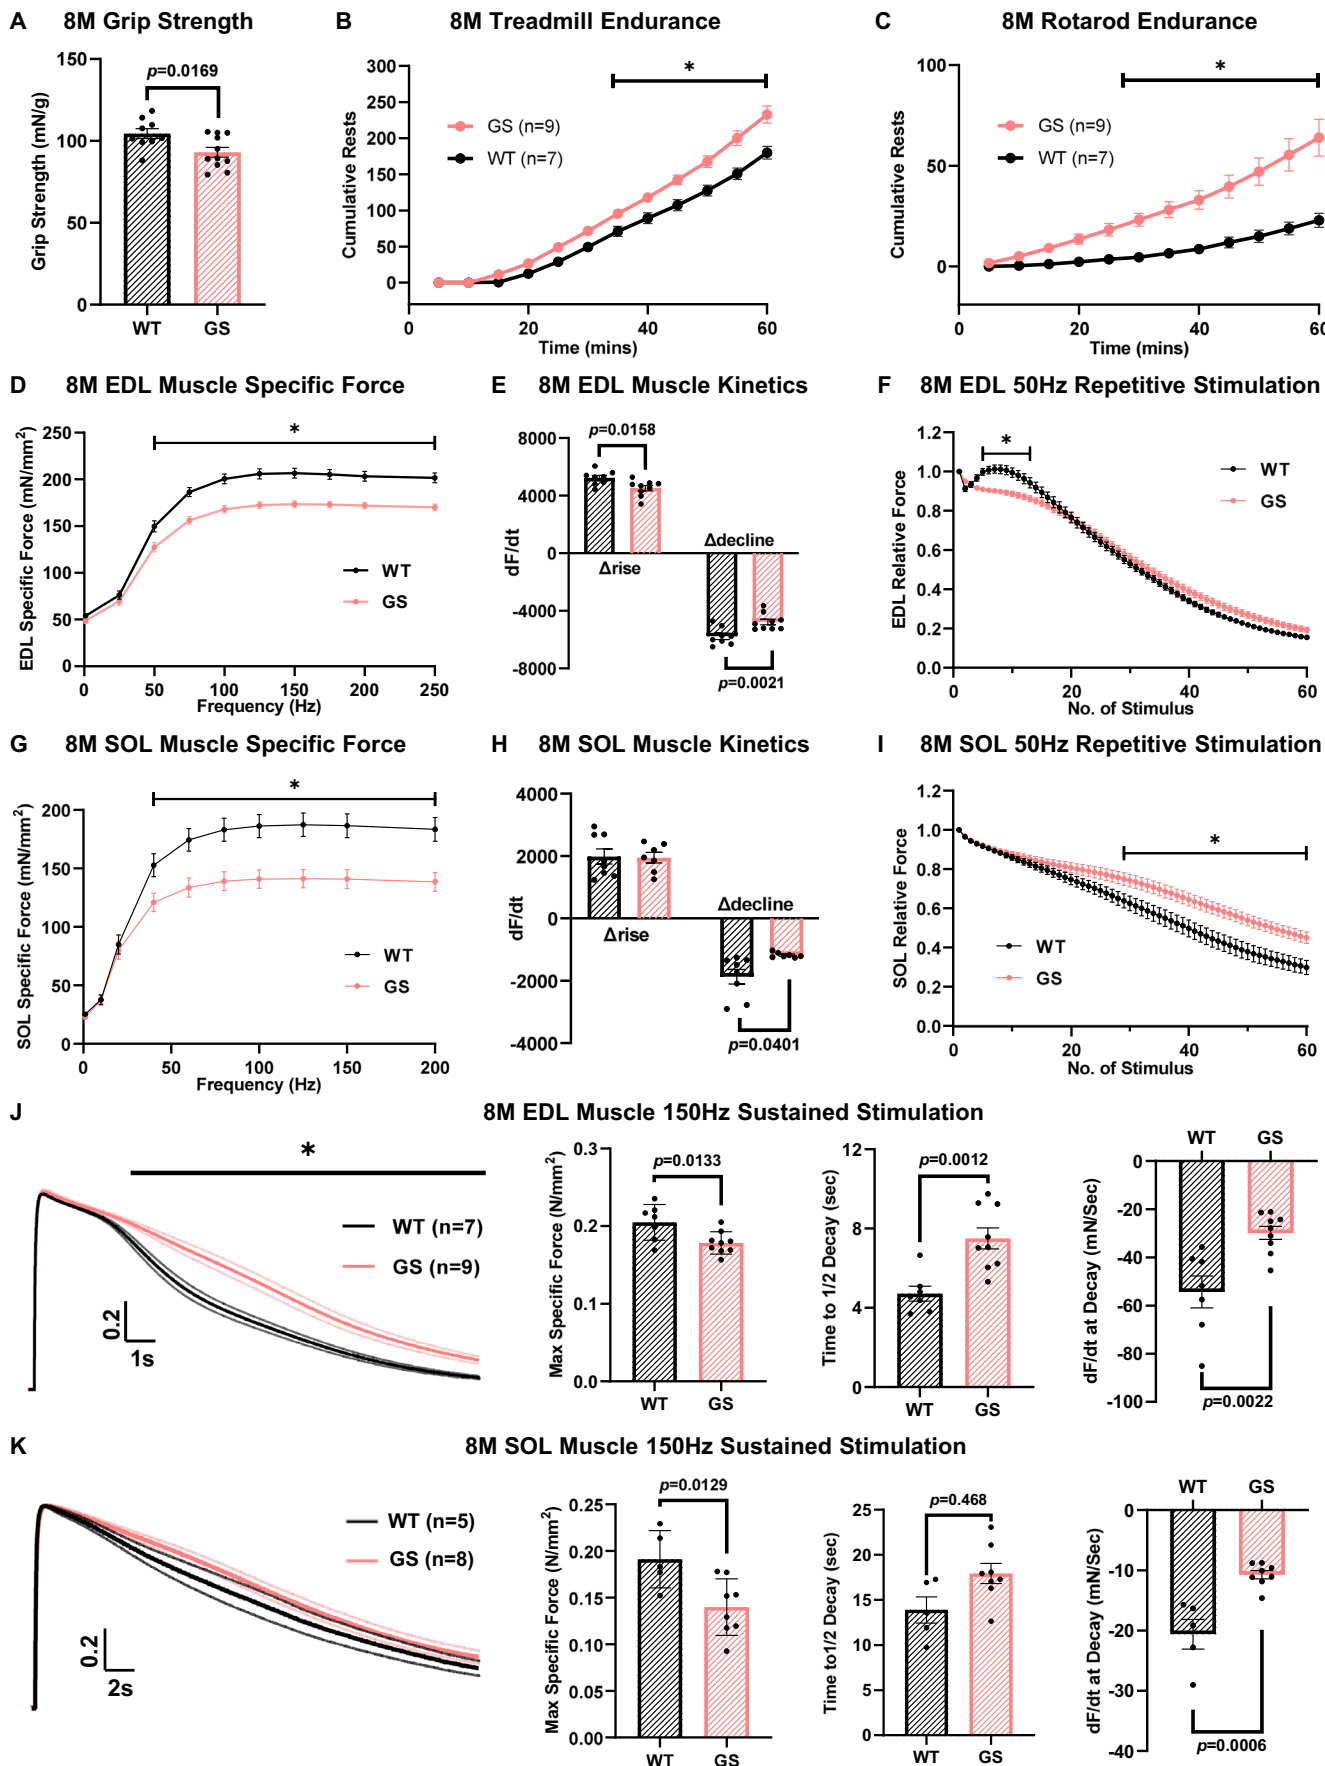 A 8M Grip Strength
150
100
50
0
Grip Strength (mN/g)
p=0.0169
WT GS
B 8M Treadmill Endurance
300
250
200
150
100
50
0
Cumulative Rests
*
GS (n=9)
WT (n=7)
0 20 40 60
Time (mins)
C 8M Rotarod Endurance
100
50
0
Cumulative Rests
*
GS (n=9)
WT (n=7)
0 20 40 60
Time (mins)
D 8M EDL Muscle Specific Force
250
200
150
100
50
0
EDL Specific Force (mN/mm²)
*
WT
GS
0 50 100 150 200 250
Frequency (Hz)
E 8M EDL Muscle Kinetics
8000
4000
0
-4000
-8000
dF/dt
p=0.0158
Δrise
Δdecline
p=0.0021
F 8M EDL 50Hz Repetitive Stimulation
1.2
1.0
0.8
0.6
0.4
0.2
0.0
EDL Relative Force
*
WT
GS
0 20 40 60
No. of Stimulus
G 8M SOL Muscle Specific Force
200
150
100
50
0
SOL Specific Force (mN/mm²)
*
WT
GS
0 50 100 150 200
Frequency (Hz)
H 8M SOL Muscle Kinetics
4000
2000
0
-2000
-4000
dF/dt
Δrise
Δdecline
p=0.0401
I 8M SOL 50Hz Repetitive Stimulation
1.2
1.0
0.8
0.6
0.4
0.2
0.0
SOL Relative Force
*
WT
GS
0 20 40 60
No. of Stimulus
J 8M EDL Muscle 150Hz Sustained Stimulation
*
WT (n=7)
GS (n=9)
0.2
1s
0.3
0.2
0.1
0.0
Max Specific Force (N/mm²)
p=0.0133
WT GS
12
8
4
0
Time to 1/2 Decay (sec)
p=0.0012
WT GS
WT GS
0
-20
-40
-60
-80
-100
dF/dt at Decay (mN/Sec)
p=0.0022
K 8M SOL Muscle 150Hz Sustained Stimulation
WT (n=5)
GS (n=8)
0.2
2s
0.25
0.20
0.15
0.10
0.05
0.00
Max Specific Force (N/mm²)
p=0.0129
WT GS
25
20
15
10
5
0
Time to1/2 Decay (sec)
p=0.468
WT GS
WT GS
0
-10
-20
-30
-40
dF/dt at Decay (mN/Sec)
p=0.0006